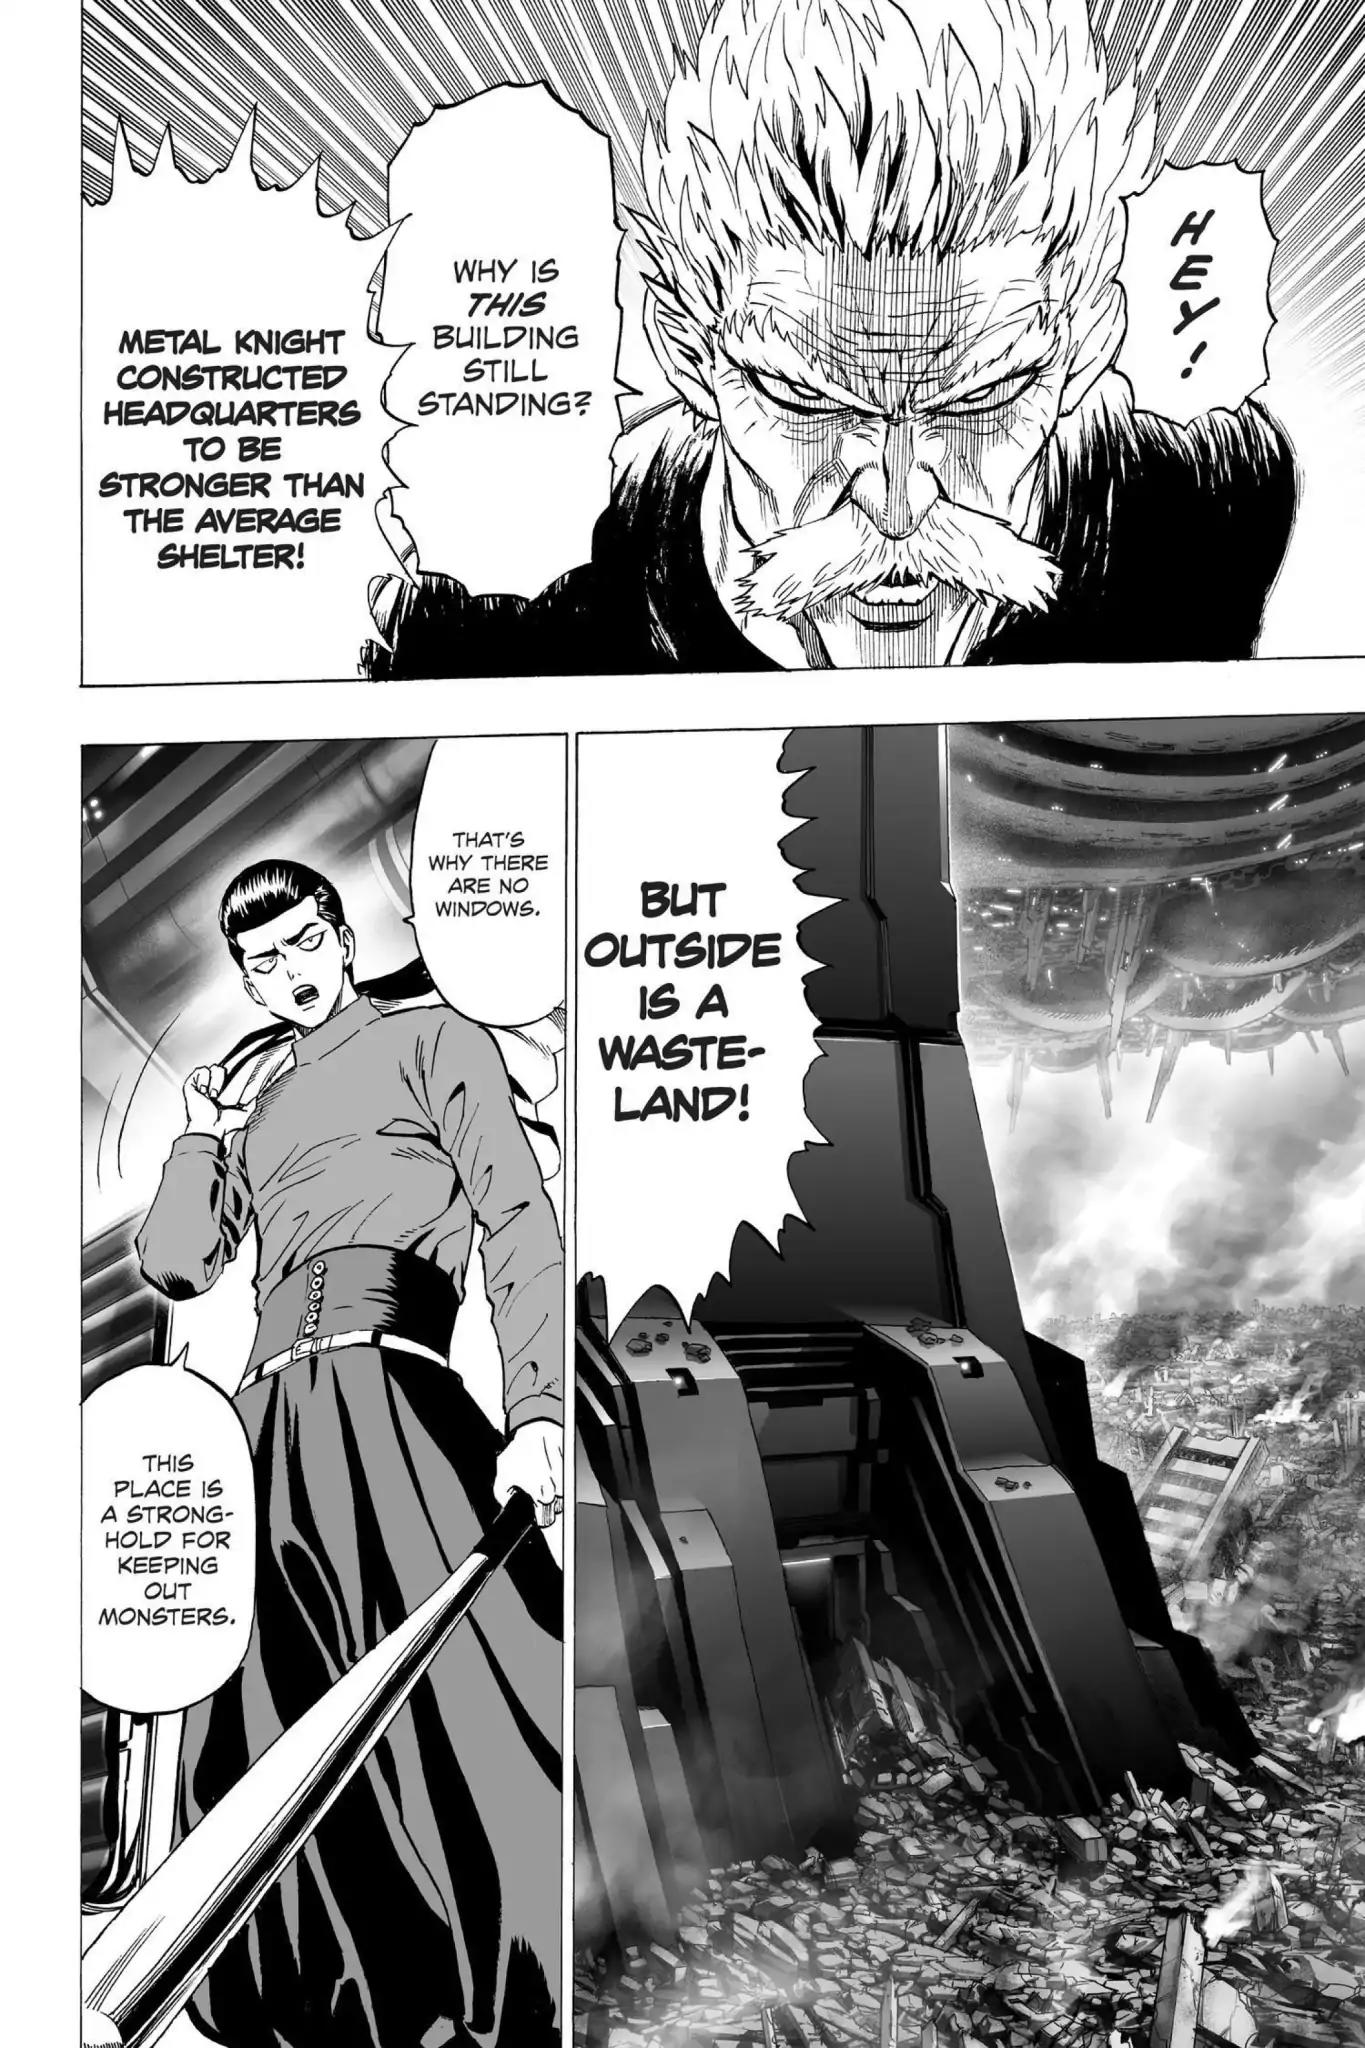 HEY!
WHY IS
THIS
BUILDING
STILL
STANDING?
METAL KNIGHT
CONSTRUCTED
HEADQUARTERS
TO BE
STRONGER THAN
THE AVERAGE
SHELTER!
BUT
OUTSIDE
IS A
WASTE-
LAND!
THAT'S
WHY THERE
ARE NO
WINDOWS.
THIS
PLACE IS
A STRONG-
HOLD FOR
KEEPING
OUT
MONSTERS.